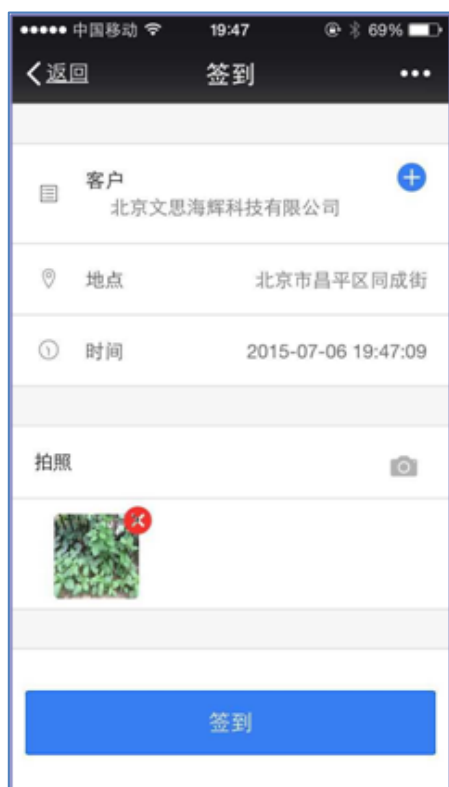 中国移动 19:47 69%
返回 签到
客户
北京文思海辉科技有限公司
地点 北京市昌平区同成街
时间 2015-07-06 19:47:09
拍照
签到